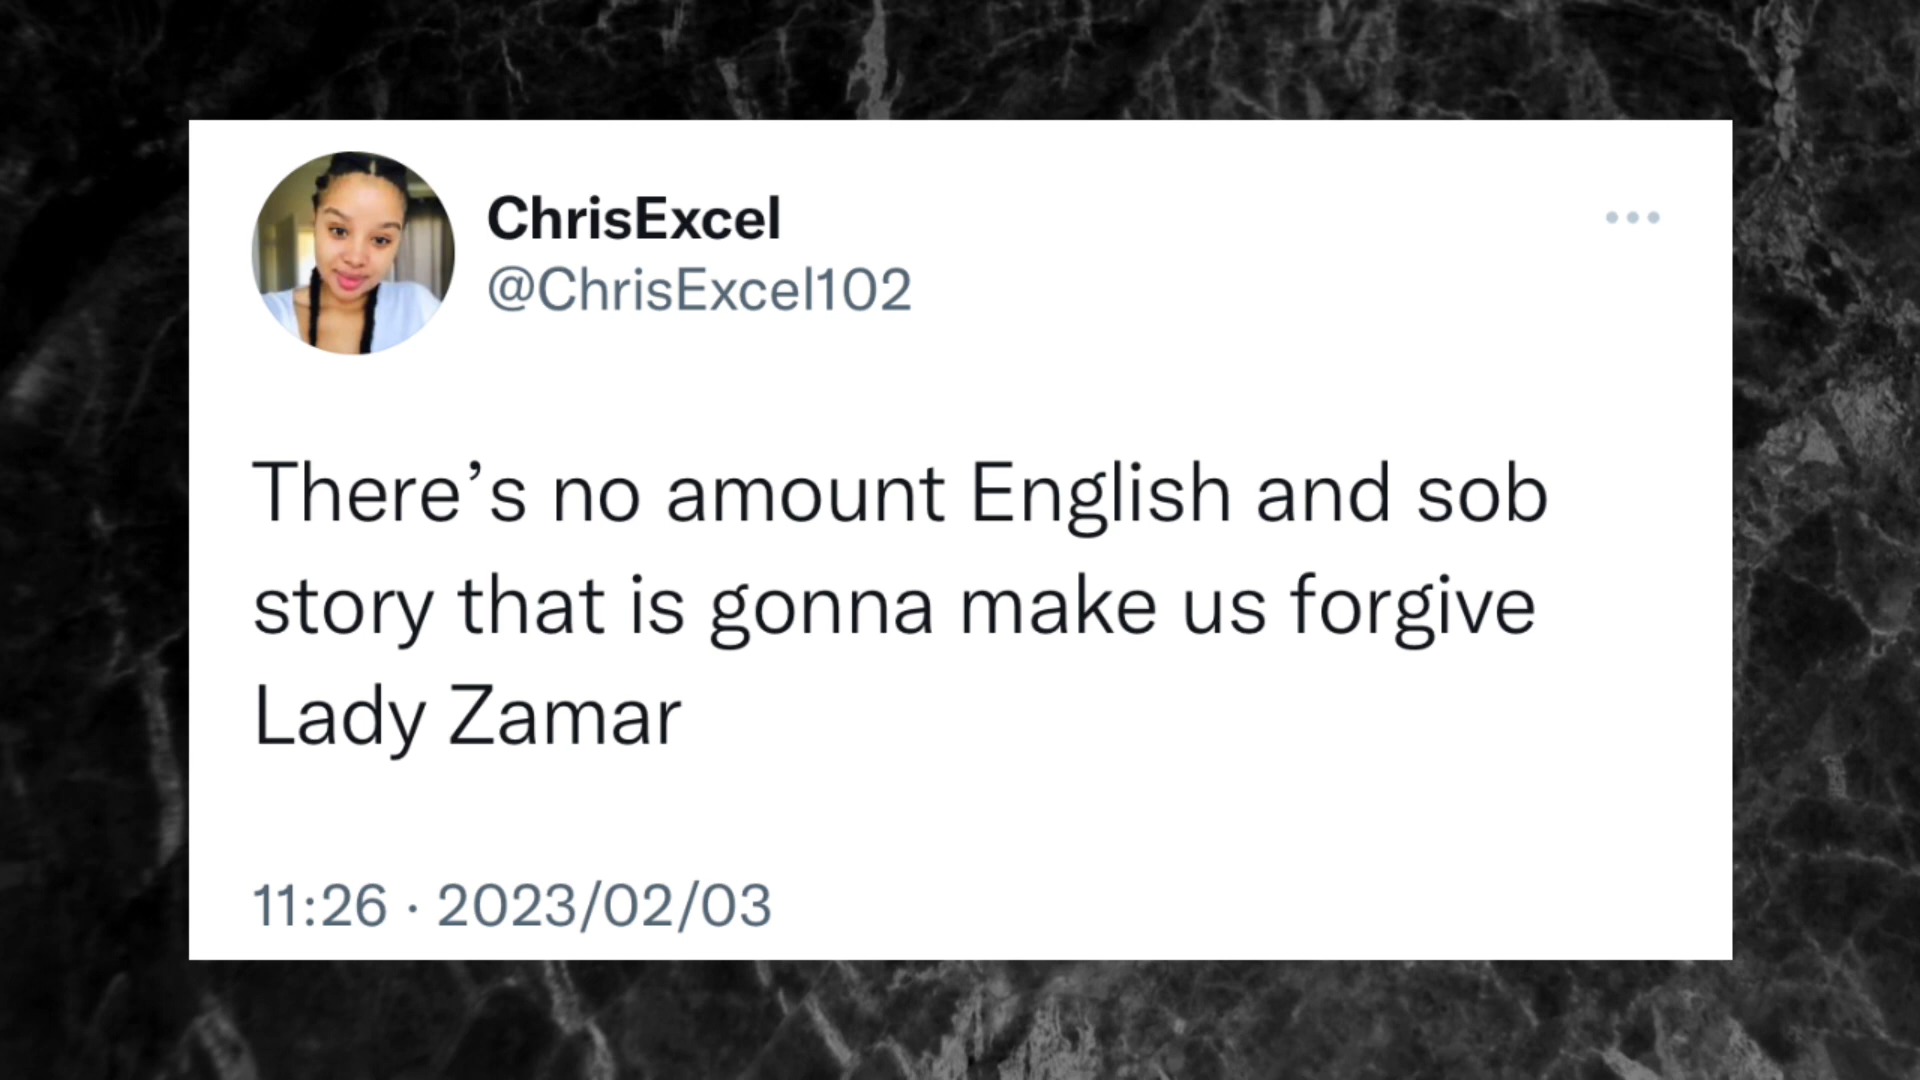 ChrisExcel
@ChrisExcel102
There’s no amount English and sob
story that is gonna make us forgive
Lady Zamar
11:26 · 2023/02/03